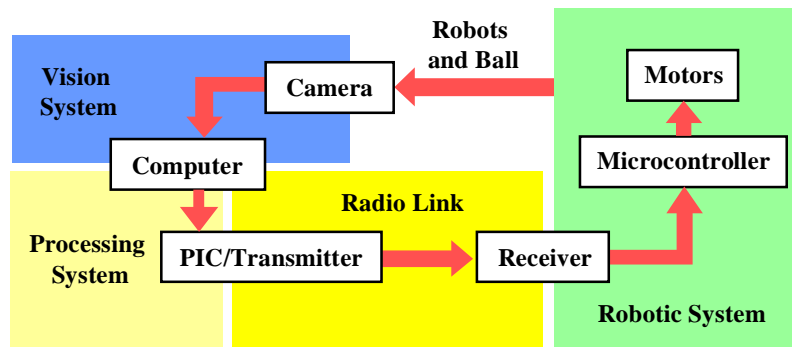 Robots
and Ball
Vision
System
Camera
Motors
Computer
Microcontroller
Radio Link
Processing
System
PIC/Transmitter
Receiver
Robotic System